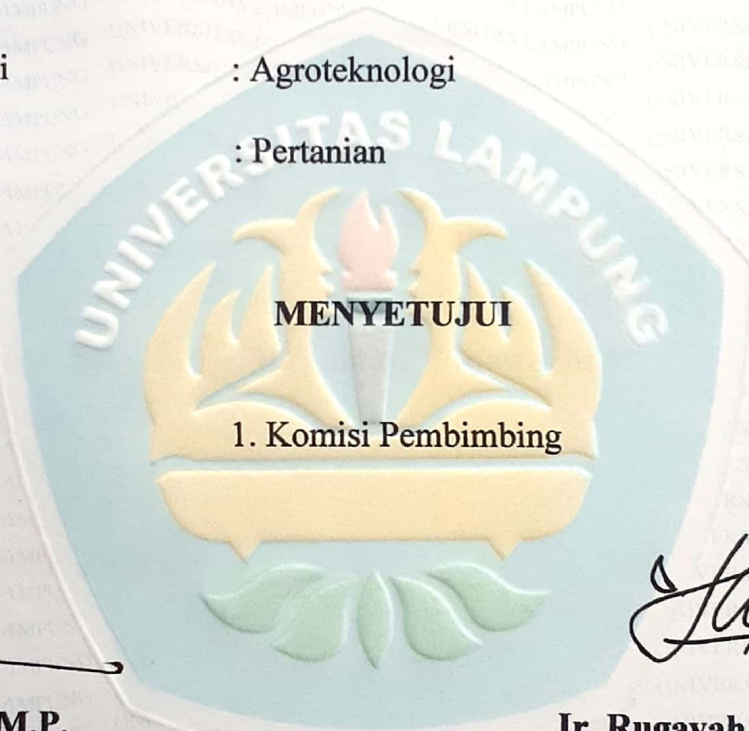 i : Agroteknologi
: Pertanian
UNIVERSITAS LAMPUNG
MENYETUJUI
1. Komisi Pembimbing
M.P. Ir. Rugayah